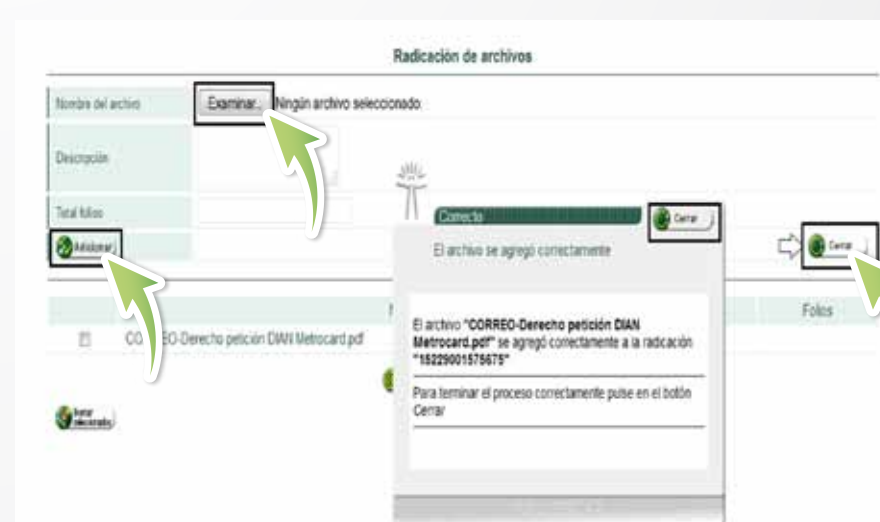 Radicación de archivos
Nombre del archivo
Examinar.. Ningún archivo seleccionado.
Descripción
Total folios
Adicionar
Correcto
Cerrar
El archivo se agregó correctamente
Cerrar
Folios
El archivo "CORREO-Derecho petición DIAN
Metrocard.pdf" se agregó correctamente a la radicación
"15229001575675"
CORREO-Derecho petición DIAN Metrocard.pdf
Para terminar el proceso correctamente pulse en el botón
Cerrar